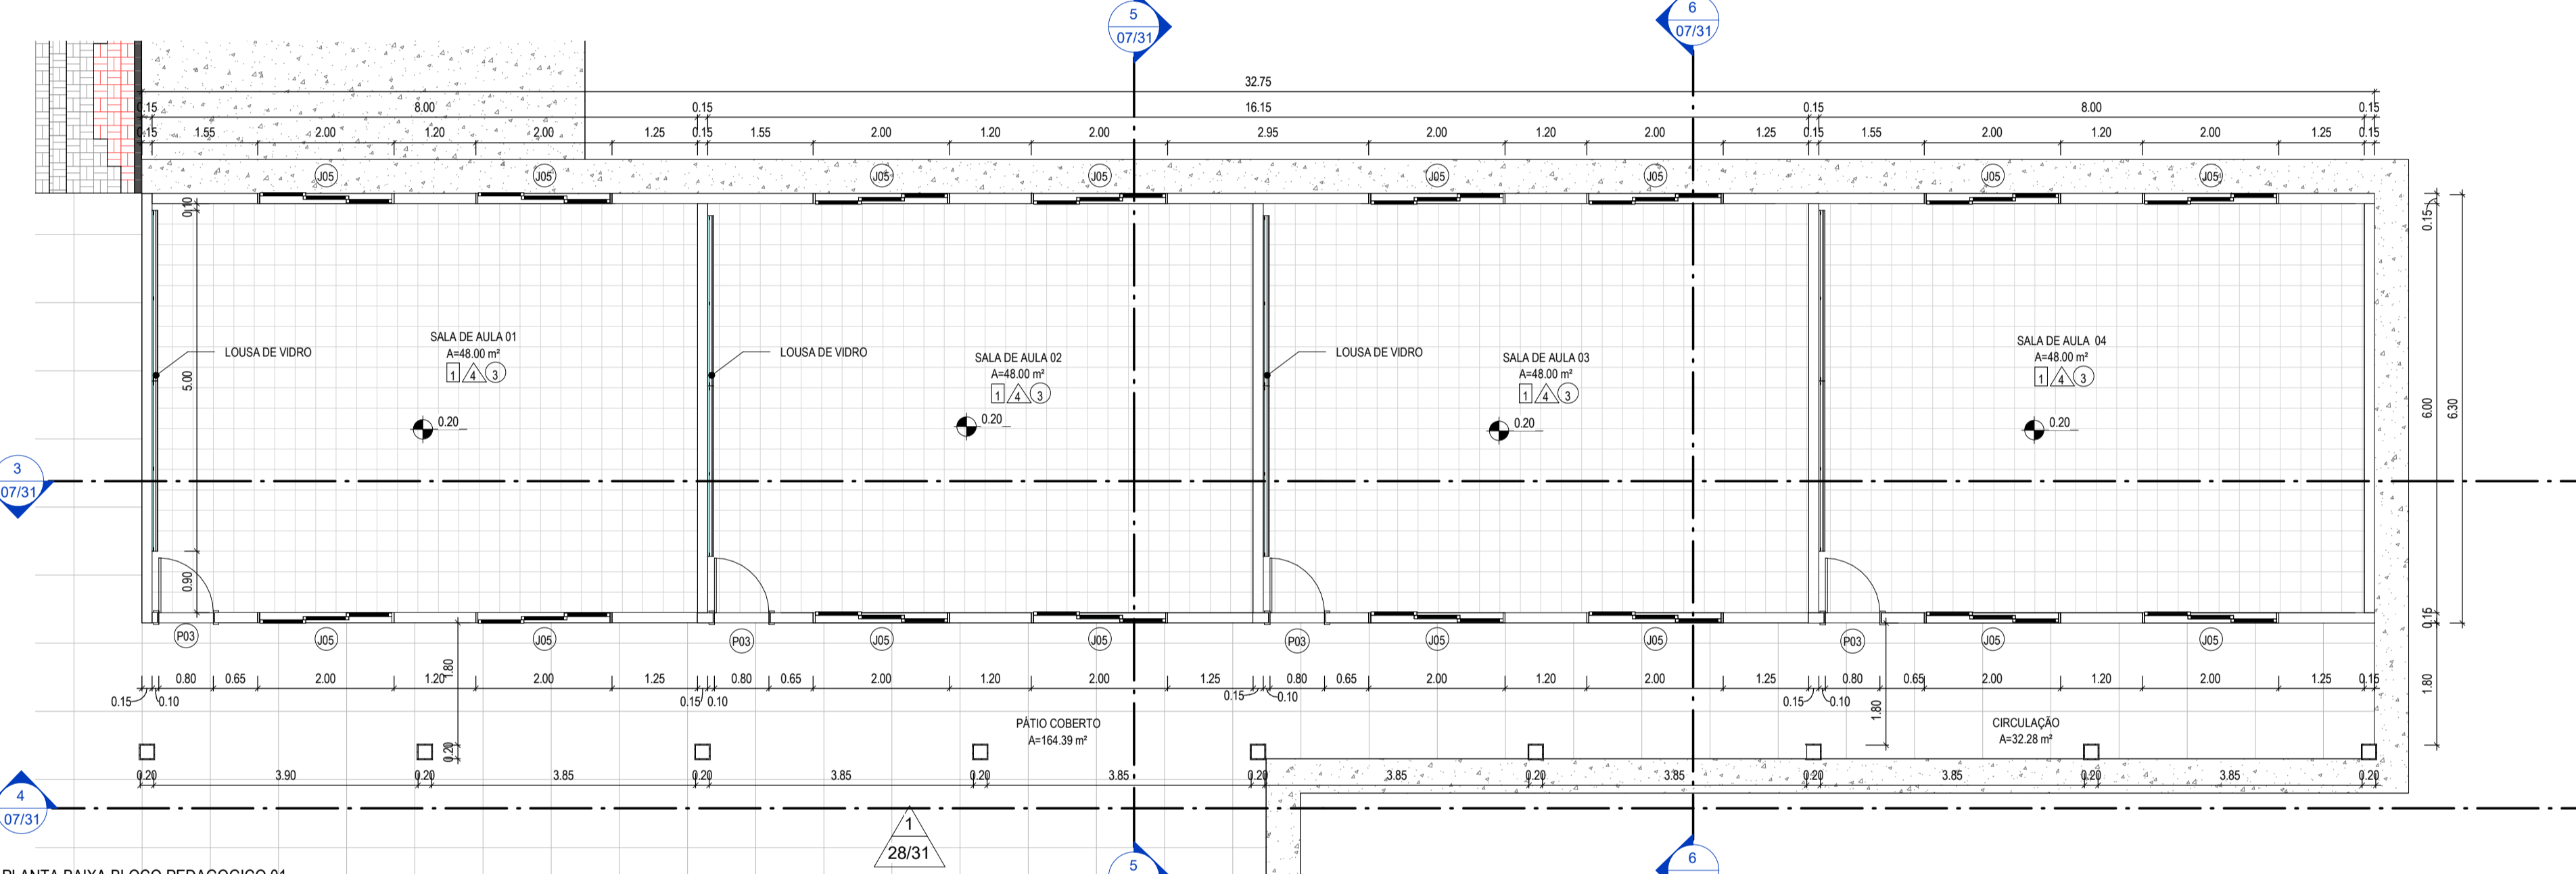 5
07/31
6
07/31
32.75
0.15
8.00
0.15
16.15
0.15
8.00
0.15
0.15
1.55
2.00
1.20
2.00
1.25
0.15
1.55
2.00
1.20
2.00
2.95
2.00
1.20
2.00
1.25
0.15
1.55
2.00
1.20
2.00
1.25
0.15
J05
J05
J05
J05
J05
J05
J05
J05
0.10
0.15
SALA DE AULA 01
A=48.00 m²
1 4 3
LOUSA DE VIDRO
5.00
0.20
LOUSA DE VIDRO
SALA DE AULA 02
A=48.00 m²
1 4 3
0.20
LOUSA DE VIDRO
SALA DE AULA 03
A=48.00 m²
1 4 3
0.20
SALA DE AULA 04
A=48.00 m²
1 4 3
0.20
6.00
6.30
3
07/31
0.90
0.15
P03
J05
J05
P03
J05
J05
P03
J05
J05
P03
J05
J05
0.80
0.65
2.00
1.20
2.00
1.25
0.80
0.65
2.00
1.20
2.00
1.25
0.80
0.65
2.00
1.20
2.00
1.25
0.80
0.65
2.00
1.20
2.00
1.25
0.15
0.15
0.10
0.15
0.10
0.15
0.10
0.15
0.10
1.80
1.80
1.80
PÁTIO COBERTO
A=164.39 m²
CIRCULAÇÃO
A=32.28 m²
0.20
0.20
3.90
0.20
3.85
0.20
3.85
0.20
3.85
0.20
3.85
0.20
3.85
0.20
3.85
0.20
3.85
0.20
4
07/31
1
28/31
5
6
PLANTA BAIXA BLOCO PEDAGOGICO 01